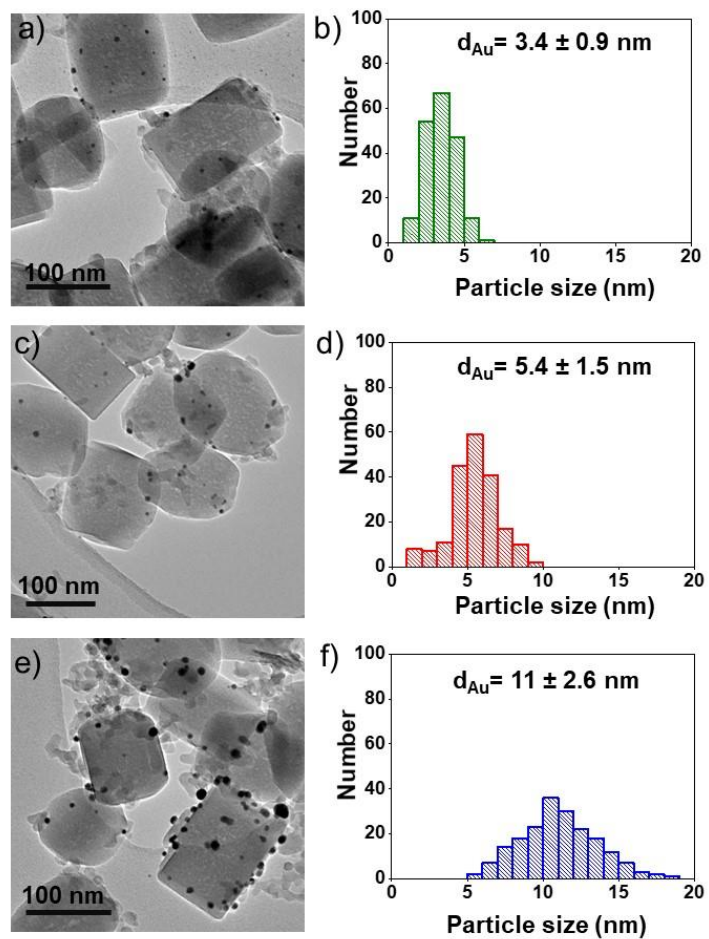 a)
100 nm
b)
dAu= 3.4 ± 0.9 nm
100
80
60
40
20
0
Number
0 5 10 15 20
Particle size (nm)
c)
100 nm
d)
dAu= 5.4 ± 1.5 nm
100
80
60
40
20
0
Number
0 5 10 15 20
Particle size (nm)
e)
100 nm
f)
dAu= 11 ± 2.6 nm
100
80
60
40
20
0
Number
0 5 10 15 20
Particle size (nm)